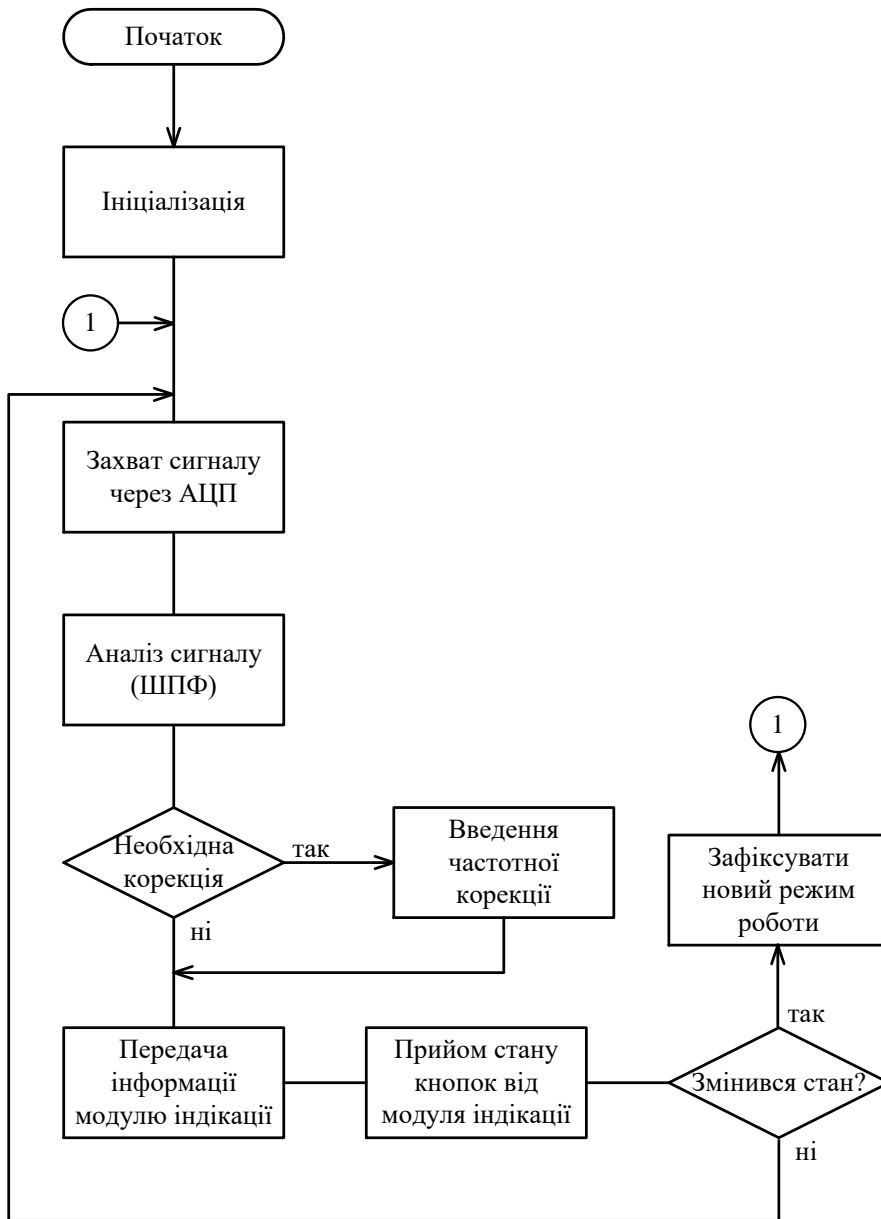 Початок
Ініціалізація
1
Захват сигналу
через АЦП
Аналіз сигналу
(ШПФ)
Необхідна
корекція
так
ні
Введення
частотної
корекції
Передача
інформації
модулю індікації
Прийом стану
кнопок від
модуля індікації
Змінився стан?
так
ні
Зафіксувати
новий режим
роботи
1